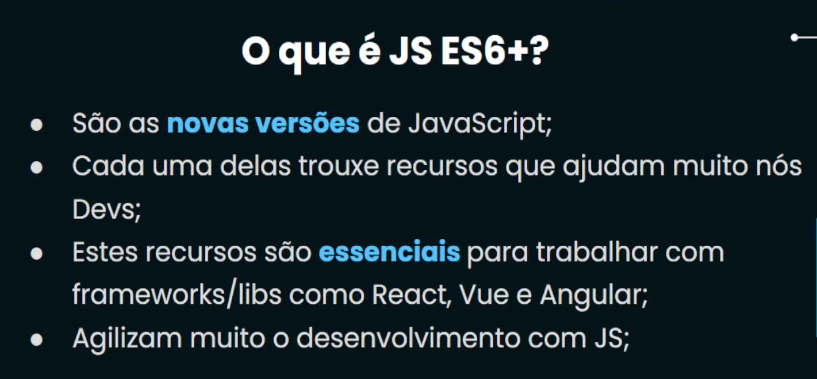 O que é JS ES6+?
● São as novas versões de JavaScript;
● Cada uma delas trouxe recursos que ajudam muito nós
Devs;
● Estes recursos são essenciais para trabalhar com
frameworks/libs como React, Vue e Angular;
● Agilizam muito o desenvolvimento com JS;